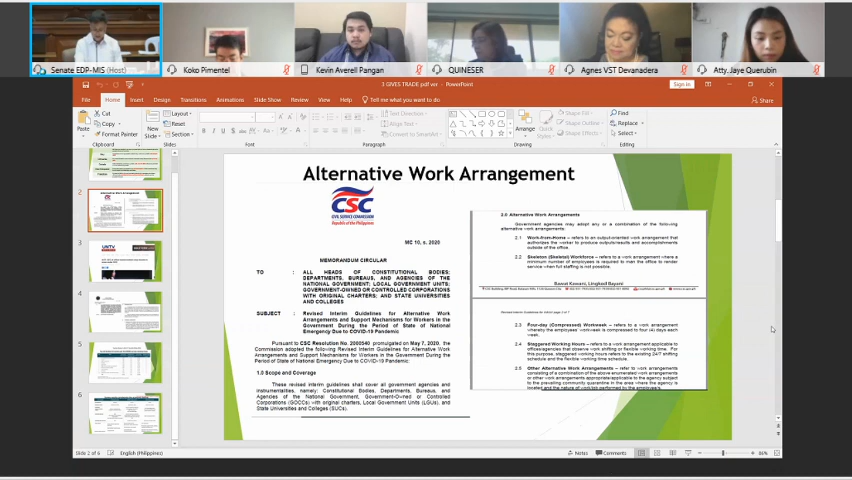 Senate EDP-MIS (Host)
Koko Pimentel
Kevin Averell Pangan
QUINESER
Agnes VST Devanadera
Atty. Jaye Querubin
3 GIVES TRADE pdf ver - PowerPoint
Sign in
File Home Insert Design Transitions Animations Slide Show Review View Help Tell me what you want to do
Share
Paste
Cut
Copy
Format Painter
Clipboard
New
Slide
Layout
Reset
Section
Slides
Font
Text Direction
Align Text
Convert to SmartArt
Paragraph
Arrange
Quick
Styles
Shape Fill
Shape Outline
Shape Effects
Drawing
Find
Replace
Select
Editing
2
3
4
5
6
Alternative Work Arrangement
CSC
CIVIL SERVICE COMMISSION
Republic of the Philippines
MC 10, s. 2020
MEMORANDUM CIRCULAR
TO : ALL HEADS OF CONSTITUTIONAL BODIES;
DEPARTMENTS, BUREAUS, AND AGENCIES OF THE
NATIONAL GOVERNMENT; LOCAL GOVERNMENT UNITS;
GOVERNMENT-OWNED OR CONTROLLED CORPORATIONS
WITH ORIGINAL CHARTERS; AND STATE UNIVERSITIES
AND COLLEGES
SUBJECT : Revised Interim Guidelines for Alternative Work
Arrangements and Support Mechanisms for Workers in the
Government During the Period of State of National
Emergency Due to COVID-19 Pandemic
Pursuant to CSC Resolution No. 2000540 promulgated on May 7, 2020, the
Commission adopted the following Revised Interim Guidelines for Alternative Work
Arrangements and Support Mechanisms for Workers in the Government During the
Period of State of National Emergency Due to COVID-19 Pandemic:
1.0 Scope and Coverage
These revised interim guidelines shall cover all government agencies and
instrumentalities, namely: Constitutional Bodies, Departments, Bureaus, and
Agencies of the National Government, Government-Owned or Controlled
Corporations (GOCCs) with original charters, Local Government Units (LGUs), and
State Universities and Colleges (SUCs).
2.0 Alternative Work Arrangements
Government agencies may adopt any or a combination of the following
alternative work arrangements:
2.1 Work-from-Home – refers to an output-oriented work arrangement that
authorizes the worker to produce outputs/results and accomplishments
outside of the office.
2.2 Skeleton (Skeletal) Workforce – refers to a work arrangement where a
minimum number of employees is required to man the office to render
service when full staffing is not possible.
Bawat Kawani, Lingkod Bayani
2.3 Four-day (Compressed) Workweek – refers to a work arrangement
whereby the employees' workweek is compressed to four (4) days each
week.
2.4 Staggered Working Hours – refers to a work arrangement applicable to
offices/agencies that observe work shifting or flexible working time. For
this purpose, staggered working hours refers to the existing 24/7 shifting
schedule and the flexible working time schedule.
2.5 Other Alternative Work Arrangements – refer to work arrangements
consisting of a combination of the above enumerated work arrangements
or other work arrangements appropriate/applicable to the agency subject
to the prevailing community quarantine in the area where the agency is
located and the nature of work/job performed by the employees.
Slide 2 of 6 English (Philippines)
Notes Comments
86%